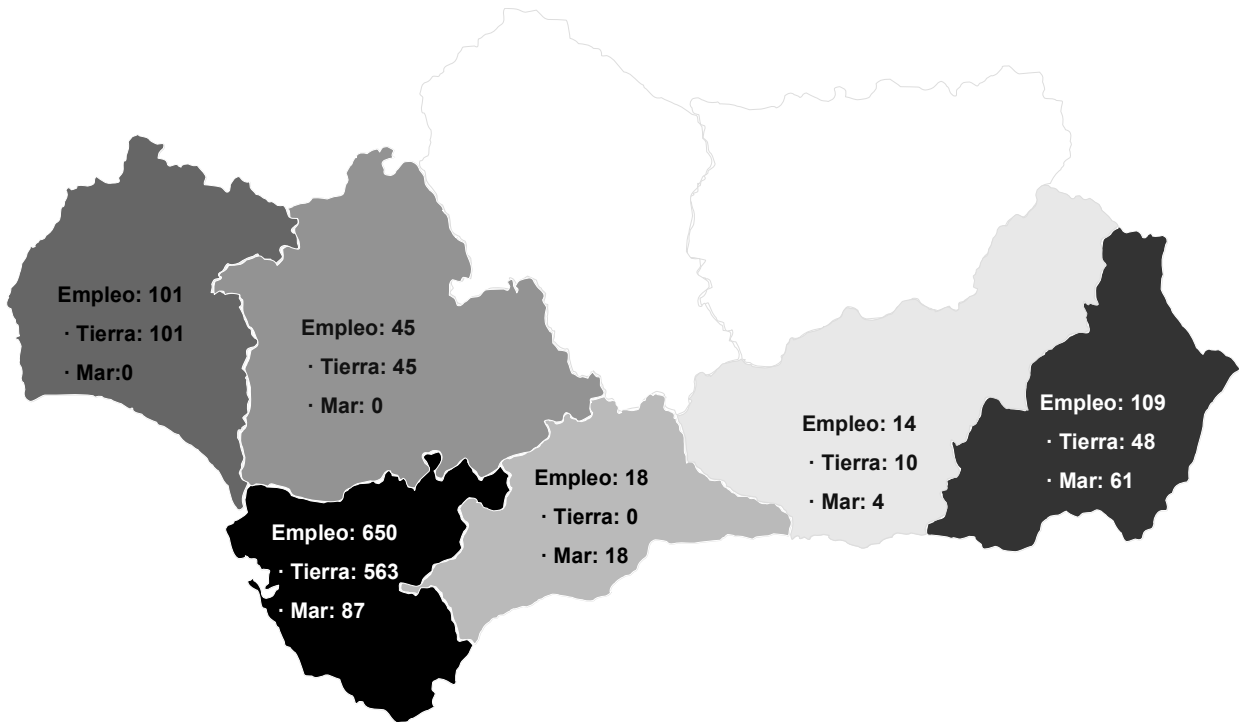 Empleo: 101
· Tierra: 101
· Mar:0
Empleo: 45
· Tierra: 45
· Mar: 0
Empleo: 650
· Tierra: 563
· Mar: 87
Empleo: 18
· Tierra: 0
· Mar: 18
Empleo: 14
· Tierra: 10
· Mar: 4
Empleo: 109
· Tierra: 48
· Mar: 61